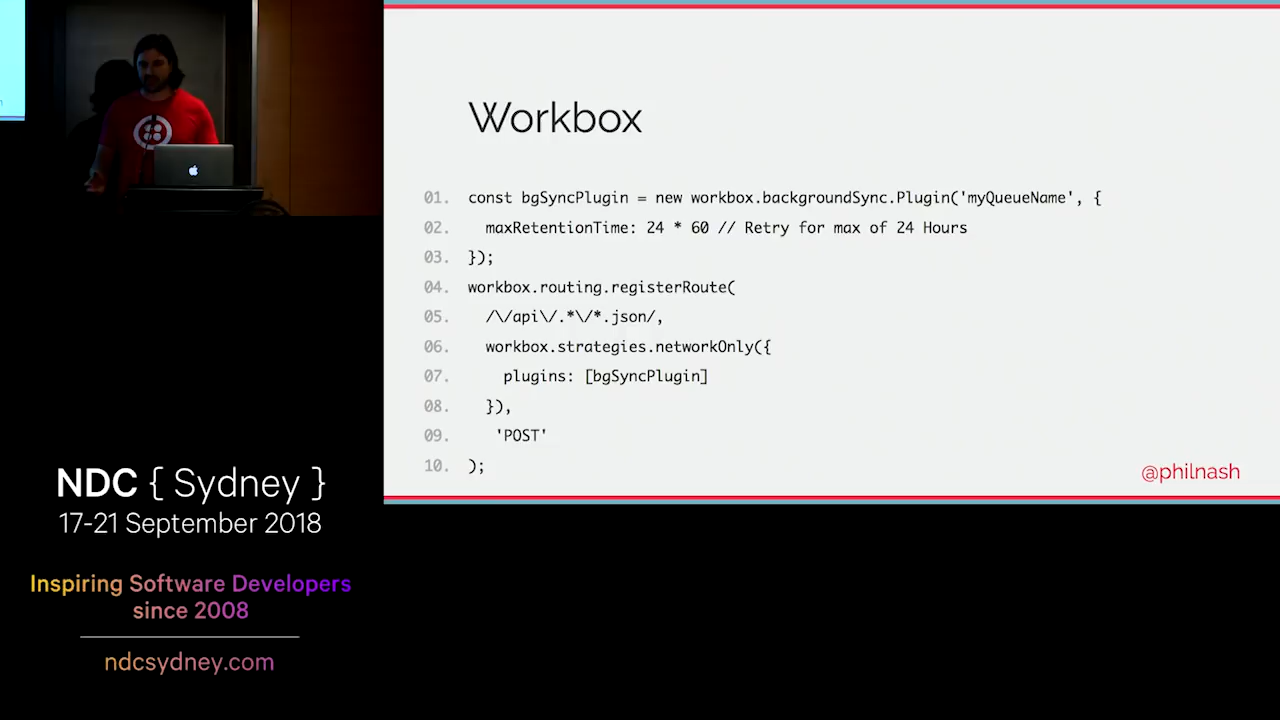 Workbox
01. const bgSyncPlugin = new workbox.backgroundSync.Plugin('myQueueName', {
02. maxRetentionTime: 24 * 60 // Retry for max of 24 Hours
03. });
04. workbox.routing.registerRoute(
05. /\/api\/.*\/*.json/,
06. workbox.strategies.networkOnly({
07. plugins: [bgSyncPlugin]
08. }),
09. 'POST'
10. );
@philnash
NDC { Sydney }
17-21 September 2018
Inspiring Software Developers
since 2008
ndcsydney.com